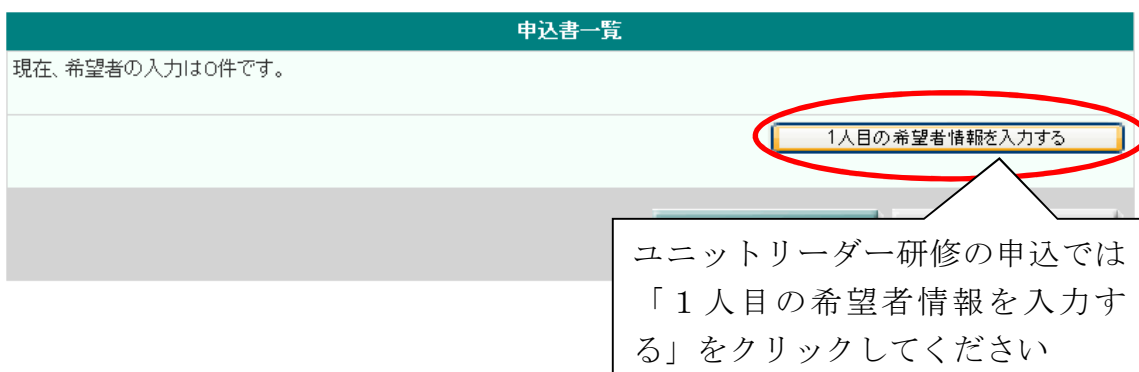 申込書一覧
現在、希望者の入力は0件です。
1人目の希望者情報を入力する
ユニットリーダー研修の申込では
「１人目の希望者情報を入力す
る」をクリックしてください